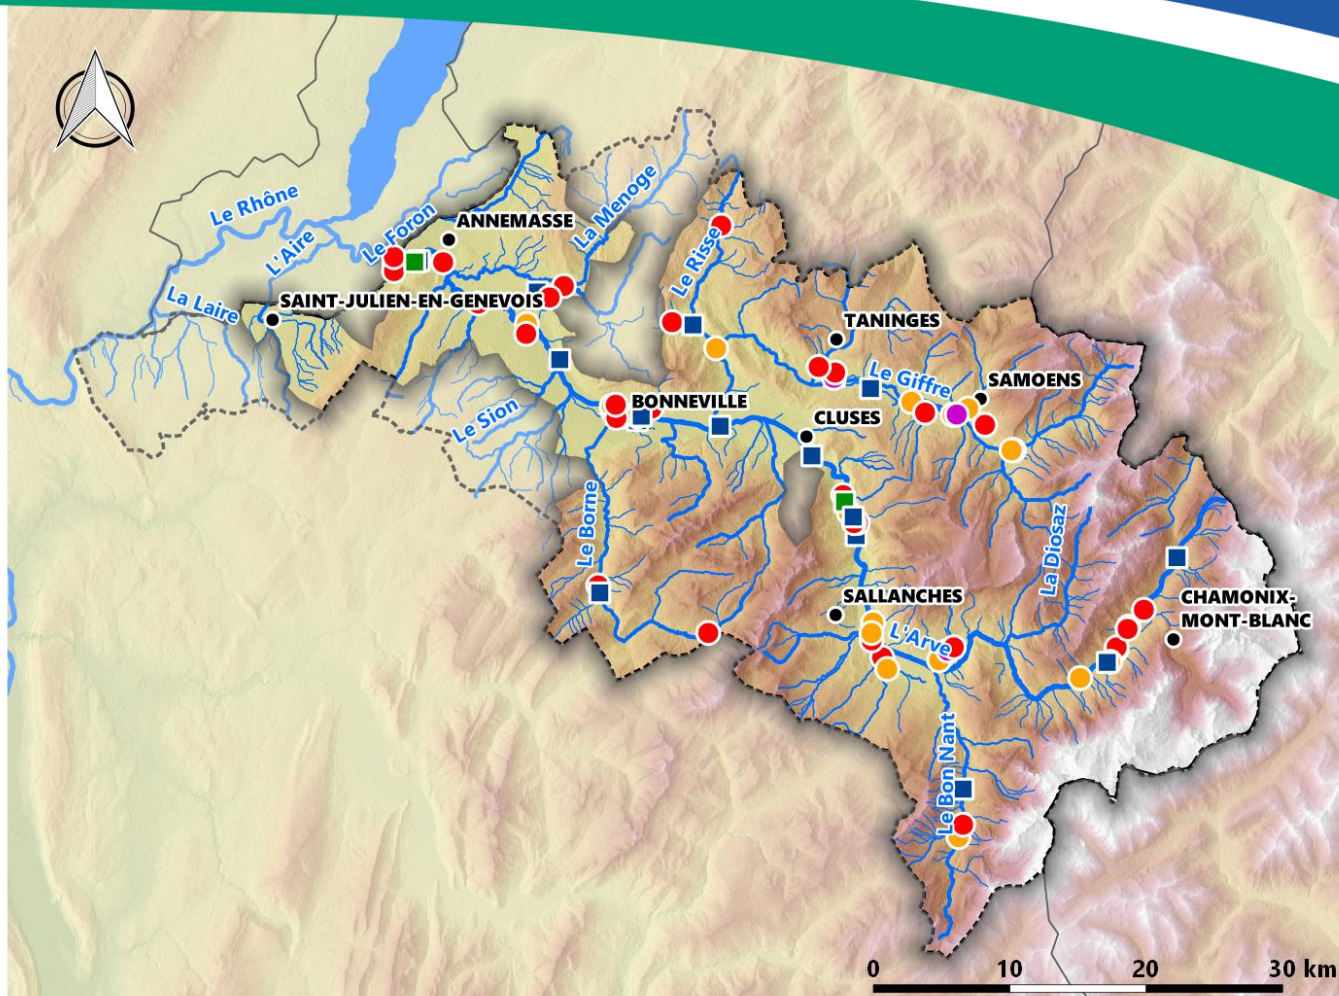 Le Rhône
L'Aire
Le Foron
ANNEMASSE
La Menoge
La Laire
SAINT-JULIEN-EN-GENEVOIS
Le Risse
TANINGES
Le Giffre
SAMOENS
Le Sion
BONNEVILLE
CLUSES
Le Borne
La Diosaz
SALLANCHES
L'Arve
CHAMONIX-
MONT-BLANC
Le Bon Nant
0 10 20 30 km